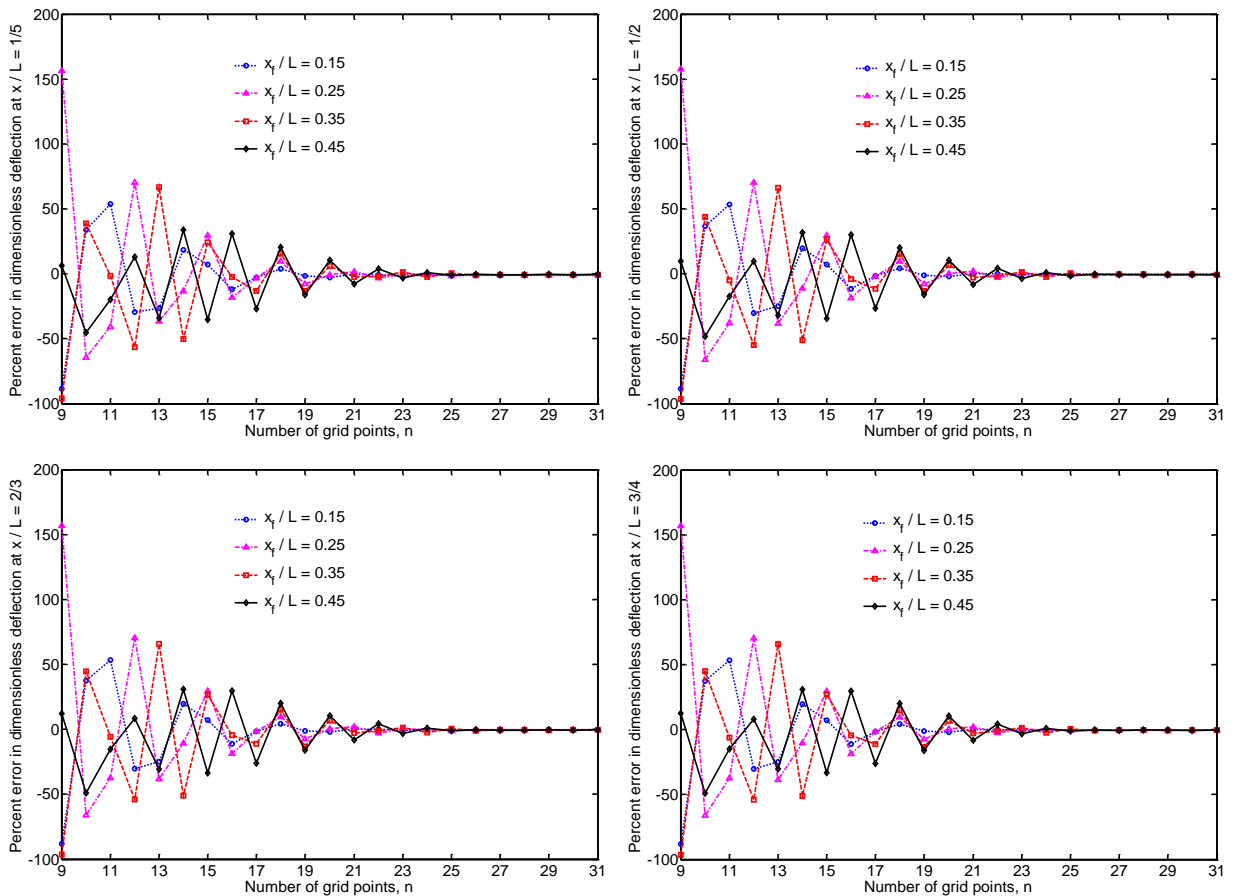 Percent error in dimensionless deflection at x / L = 1/5
200
150
100
50
0
-50
-100
x_f / L = 0.15
x_f / L = 0.25
x_f / L = 0.35
x_f / L = 0.45
9 11 13 15 17 19 21 23 25 27 29 31
Number of grid points, n
Percent error in dimensionless deflection at x / L = 1/2
200
150
100
50
0
-50
-100
x_f / L = 0.15
x_f / L = 0.25
x_f / L = 0.35
x_f / L = 0.45
9 11 13 15 17 19 21 23 25 27 29 31
Number of grid points, n
Percent error in dimensionless deflection at x / L = 2/3
200
150
100
50
0
-50
-100
x_f / L = 0.15
x_f / L = 0.25
x_f / L = 0.35
x_f / L = 0.45
9 11 13 15 17 19 21 23 25 27 29 31
Number of grid points, n
Percent error in dimensionless deflection at x / L = 3/4
200
150
100
50
0
-50
-100
x_f / L = 0.15
x_f / L = 0.25
x_f / L = 0.35
x_f / L = 0.45
9 11 13 15 17 19 21 23 25 27 29 31
Number of grid points, n